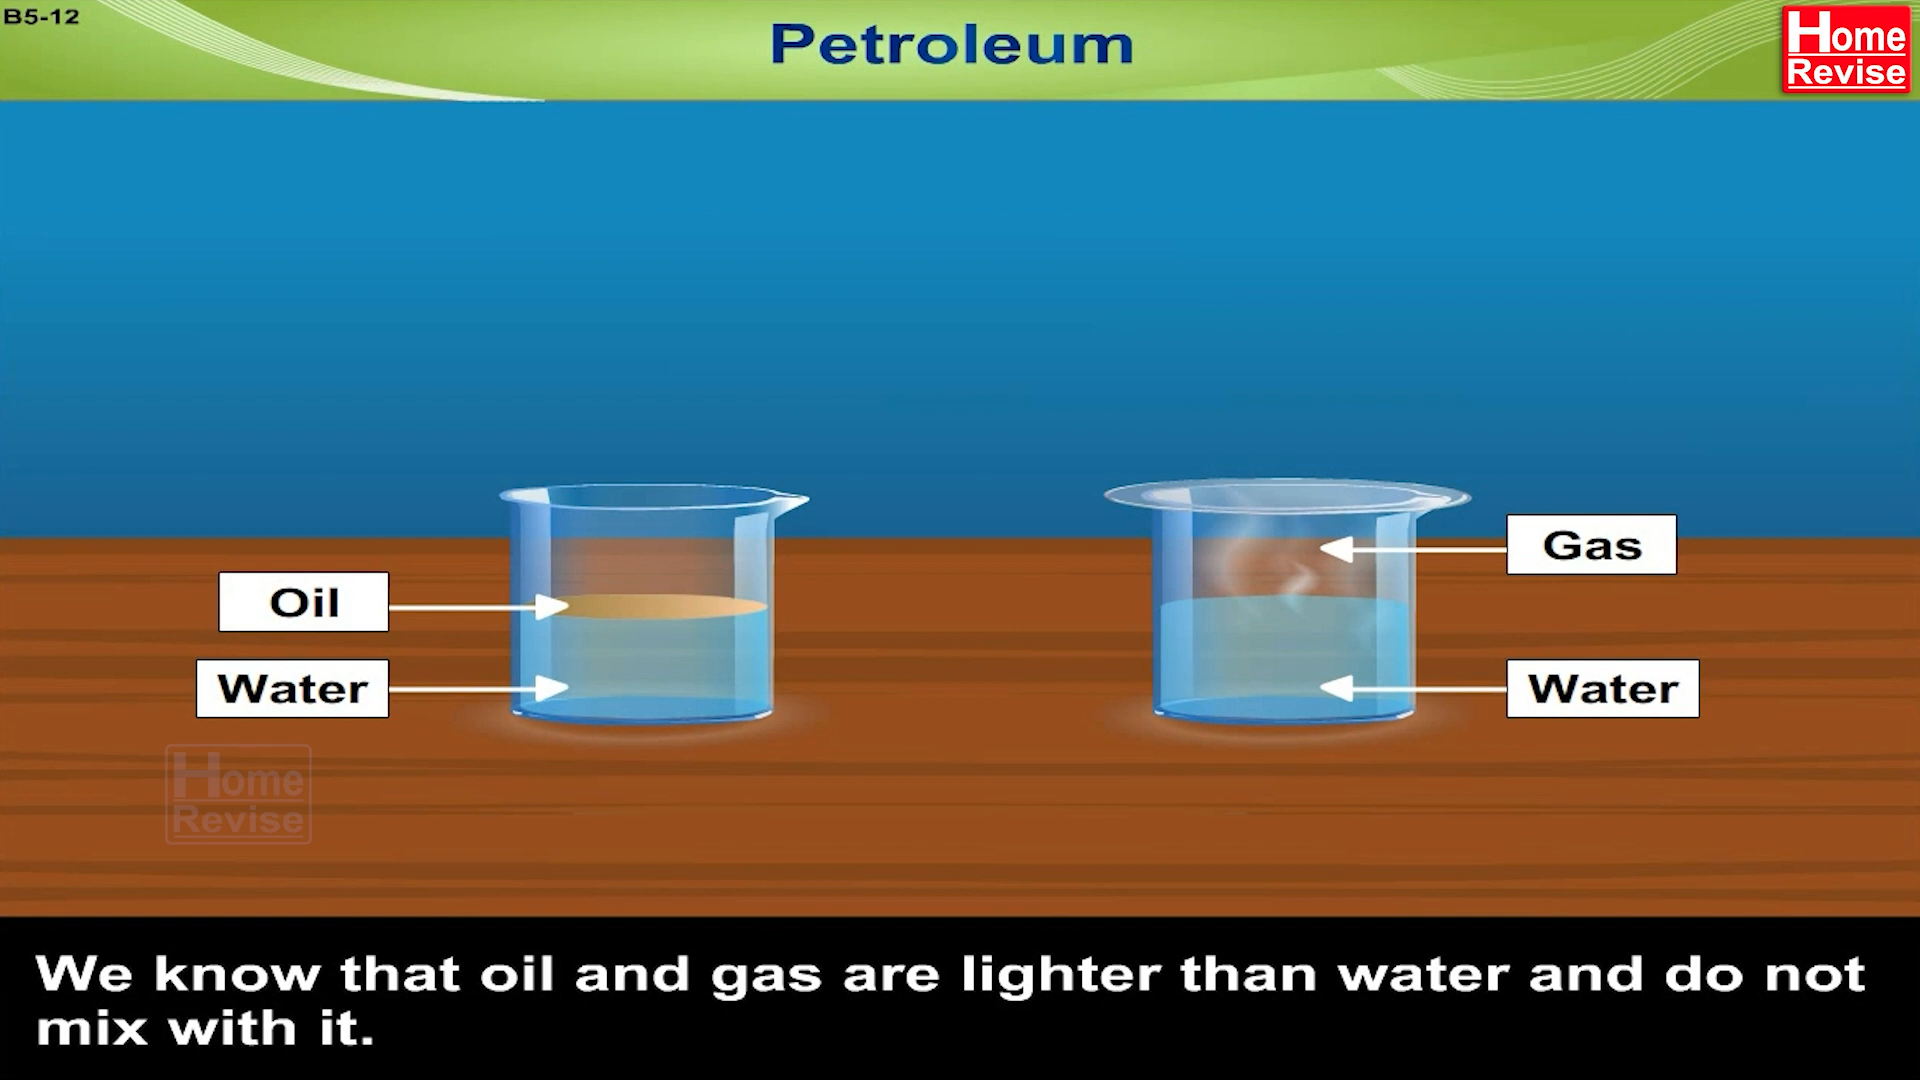 B5-12
Petroleum
Home
Revise
Gas
Oil
Water
Water
Home
Revise
We know that oil and gas are lighter than water and do not
mix with it.